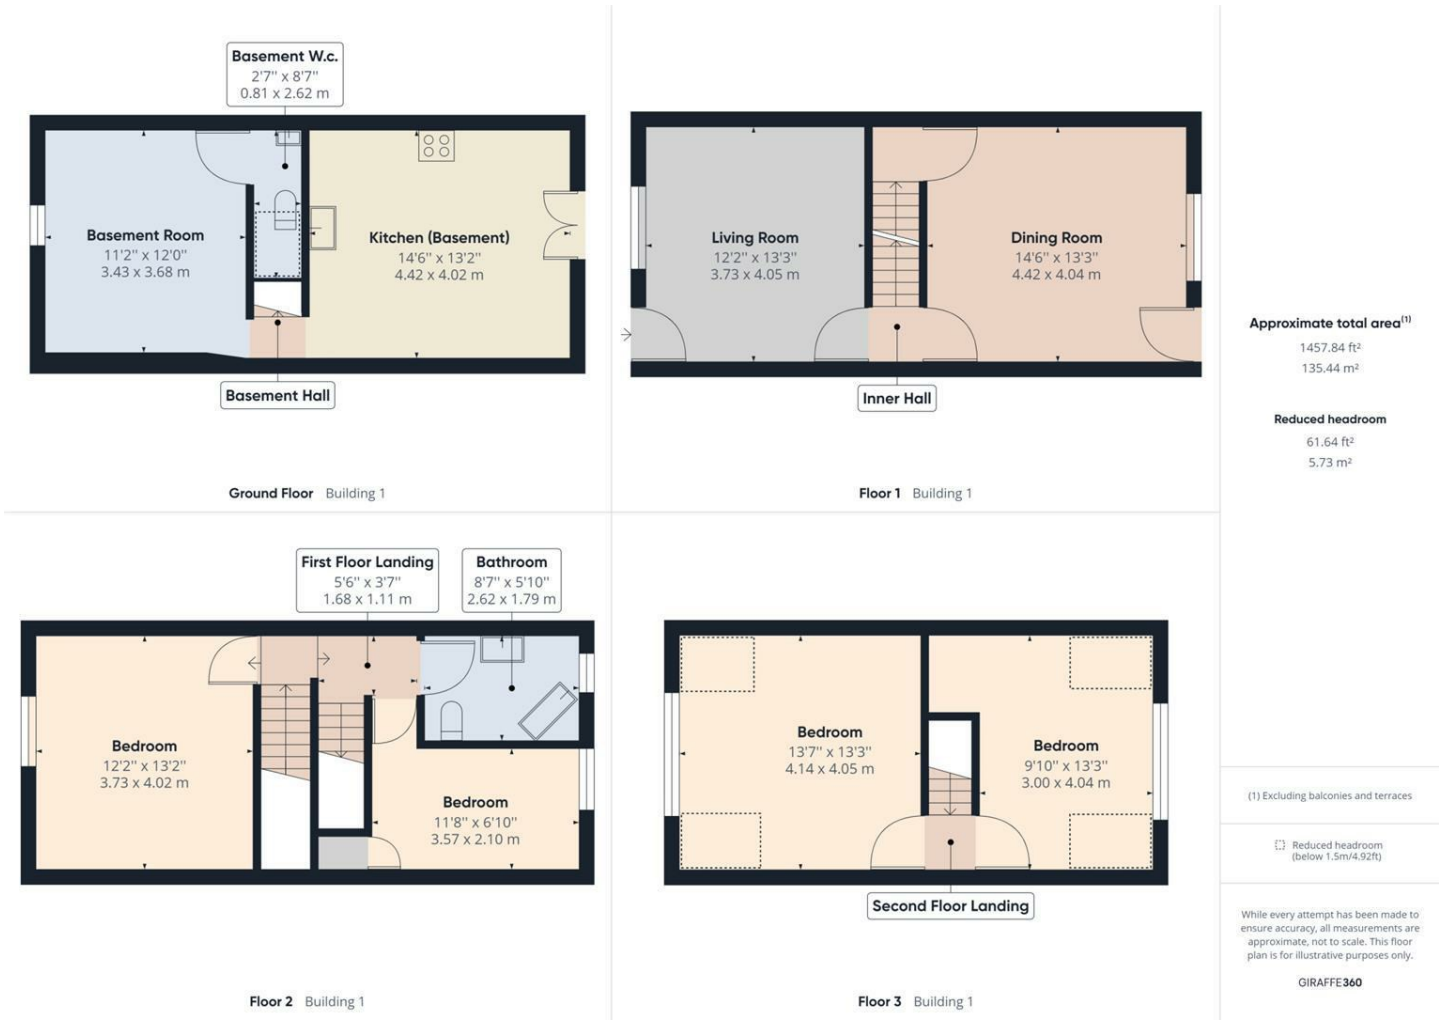 Basement W.c.
2'7" x 8'7"
0.81 x 2.62 m
Basement Room
11'2" x 12'0"
3.43 x 3.68 m
Kitchen (Basement)
14'6" x 13'2"
4.42 x 4.02 m
Basement Hall
Ground Floor Building 1
Living Room
12'2" x 13'3"
3.73 x 4.05 m
Dining Room
14'6" x 13'3"
4.42 x 4.04 m
Inner Hall
Floor 1 Building 1
First Floor Landing
5'6" x 3'7"
1.68 x 1.11 m
Bathroom
8'7" x 5'10"
2.62 x 1.79 m
Bedroom
12'2" x 13'2"
3.73 x 4.02 m
Bedroom
11'8" x 6'10"
3.57 x 2.10 m
Floor 2 Building 1
Bedroom
13'7" x 13'3"
4.14 x 4.05 m
Bedroom
9'10" x 13'3"
3.00 x 4.04 m
Second Floor Landing
Floor 3 Building 1
Approximate total area(1)
1457.84 ft²
135.44 m²
Reduced headroom
61.64 ft²
5.73 m²
(1) Excluding balconies and terraces
Reduced headroom
(below 1.5m/4.92ft)
While every attempt has been made to
ensure accuracy, all measurements are
approximate, not to scale. This floor
plan is for illustrative purposes only.
GIRAFFE360